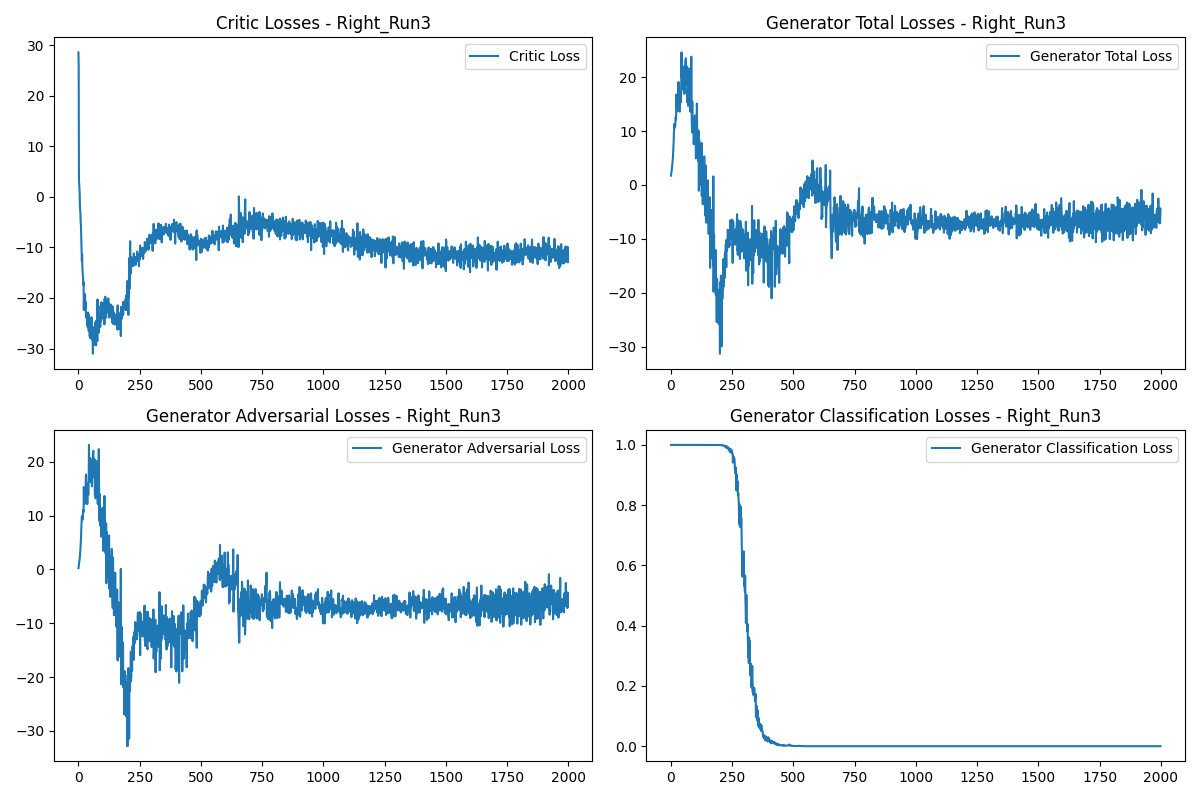 Critic Losses - Right_Run3
30
20
10
0
−10
−20
−30
0 250 500 750 1000 1250 1500 1750 2000
Critic Loss
Generator Total Losses - Right_Run3
20
10
0
−10
−20
−30
0 250 500 750 1000 1250 1500 1750 2000
Generator Total Loss
Generator Adversarial Losses - Right_Run3
20
10
0
−10
−20
−30
0 250 500 750 1000 1250 1500 1750 2000
Generator Adversarial Loss
Generator Classification Losses - Right_Run3
1.0
0.8
0.6
0.4
0.2
0.0
0 250 500 750 1000 1250 1500 1750 2000
Generator Classification Loss